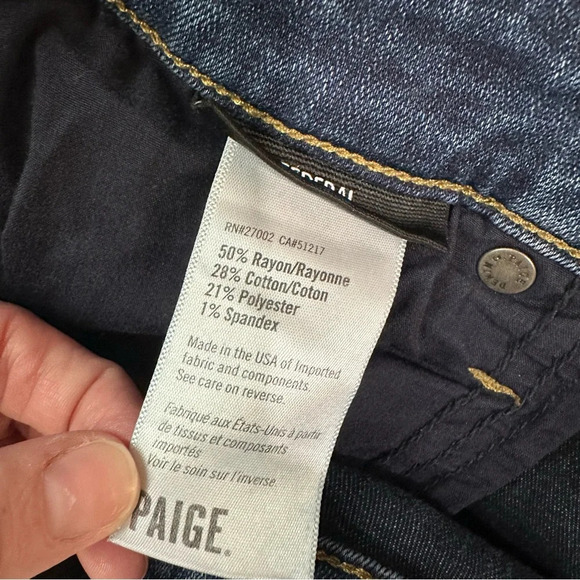 FEDERAL
RN#27002 CA#51217
50% Rayon/Rayonne
28% Cotton/Coton
21% Polyester
1% Spandex
Made in the USA of Imported
fabric and components.
See care on reverse.
Fabriqué aux États-Unis à partir
de tissus et composants
importés
Voir le soin sur l'inverse.
PAIGE®